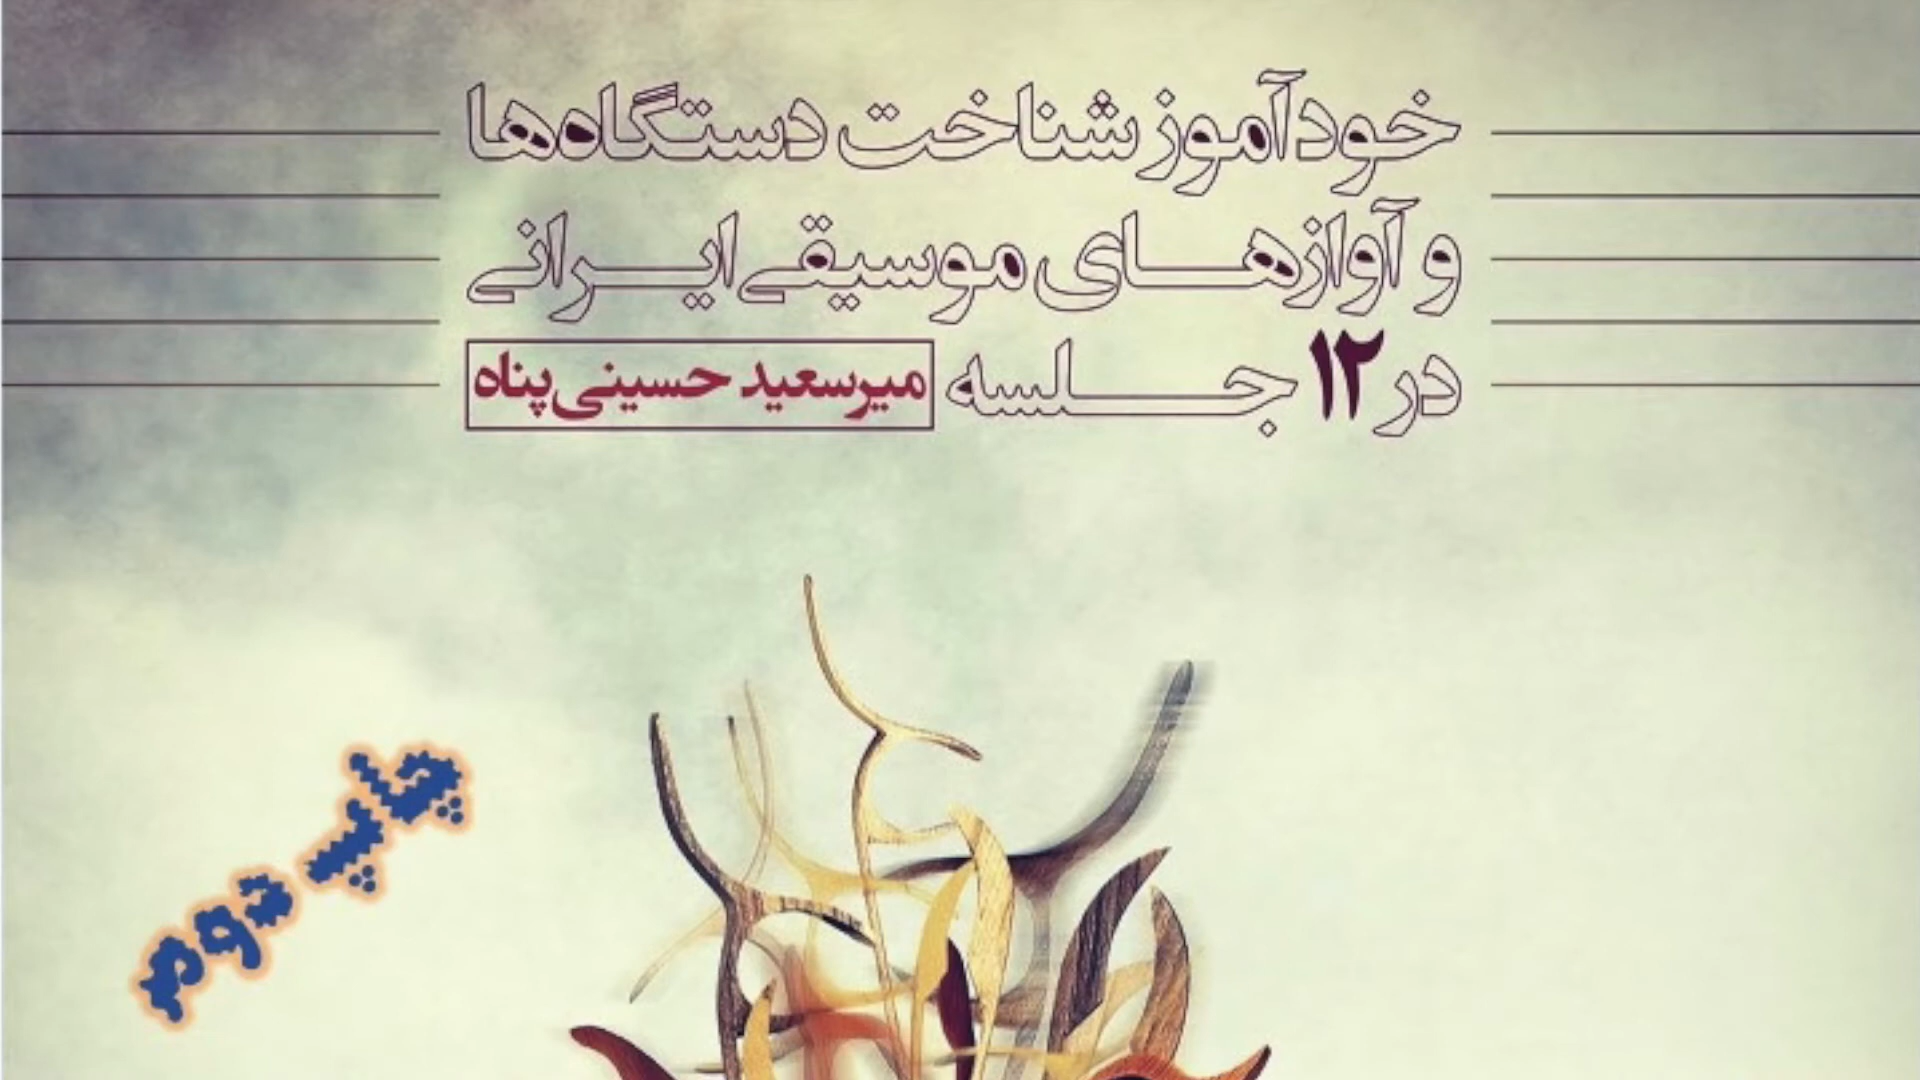 خودآموز شناخت دستگاه‌ها
و آوازهای موسیقی ایرانی
در ۱۲ جلسه میرسعید حسینی‌پناه
چاپ دوم